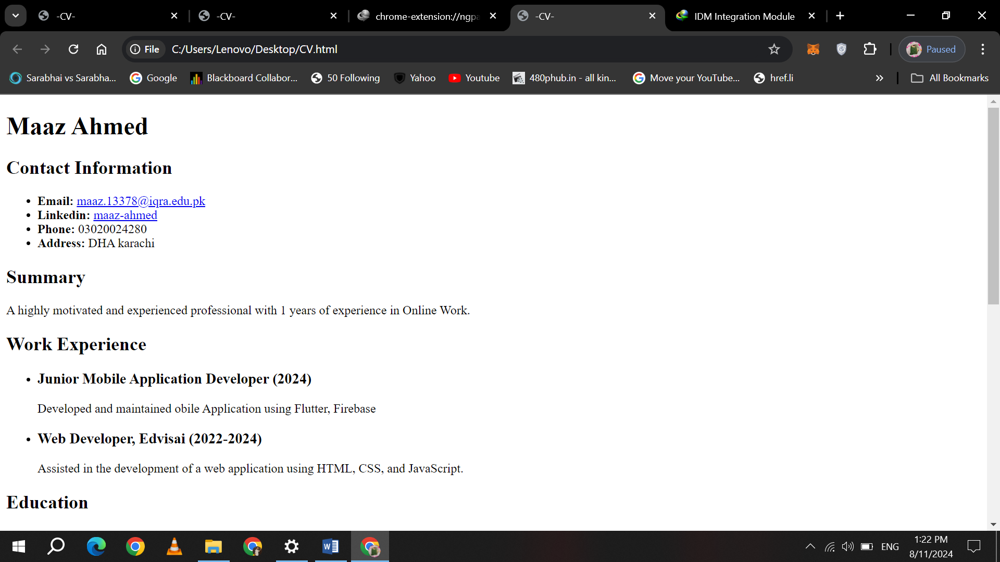 -CV-
-CV-
chrome-extension://ngpa
-CV-
IDM Integration Module
File
C:/Users/Lenovo/Desktop/CV.html
Paused
Sarabhai vs Sarabha...
Google
Blackboard Collabor...
50 Following
Yahoo
Youtube
480phub.in - all kin...
Move your YouTube...
href.li
»
All Bookmarks
Maaz Ahmed
Contact Information
• Email: maaz.13378@iqra.edu.pk
• Linkedin: maaz-ahmed
• Phone: 03020024280
• Address: DHA karachi
Summary
A highly motivated and experienced professional with 1 years of experience in Online Work.
Work Experience
• Junior Mobile Application Developer (2024)
Developed and maintained obile Application using Flutter, Firebase
• Web Developer, Edvisai (2022-2024)
Assisted in the development of a web application using HTML, CSS, and JavaScript.
Education
ENG
1:22 PM
8/11/2024